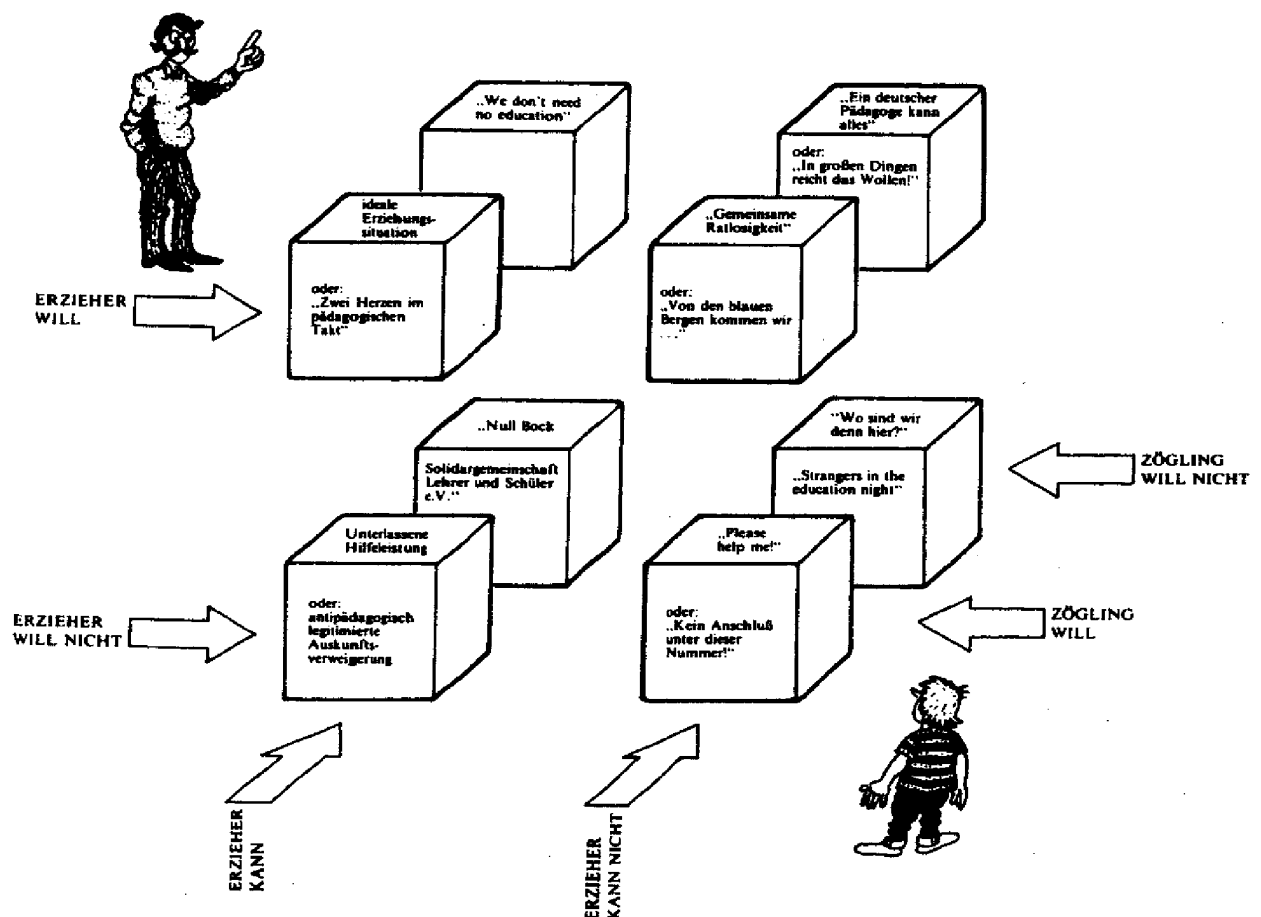 „We don't need
no education"
„Ein deutscher
Pädagoge kann
alles"
oder:
„In großen Dingen
reicht das Wollen!"
ideale
Erziehungs-
situation
oder:
„Zwei Herzen im
pädagogischen
Takt"
„Gemeinsame
Ratlosigkeit"
oder:
„Von den blauen
Bergen kommen wir
..."
ERZIEHER
WILL
„Null Bock
Solidargemeinschaft
Lehrer und Schüler
e.V."
"Wo sind wir
denn hier?"
„Strangers in the
education night"
ZÖGLING
WILL NICHT
Unterlassene
Hilfeleistung
oder:
antipädagogisch
legitimierte
Auskunfts-
verweigerung
„Please
help me!"
oder:
„Kein Anschluß
unter dieser
Nummer!"
ERZIEHER
WILL NICHT
ZÖGLING
WILL
ERZIEHER
KANN
ERZIEHER
KANN NICHT